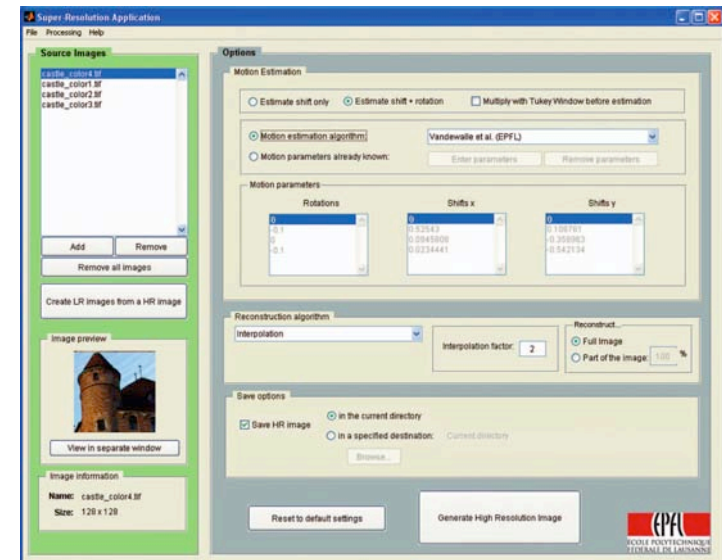 Super-Resolution Application
File Processing Help
Source Images
castle_color4.tif
castle_color1.tif
castle_color2.tif
castle_color3.tif
Add Remove
Remove all images
Create LR images from a HR image
Image preview
View in separate window
Image information
Name: castle_color4.tif
Size: 128 x 128
Options
Motion Estimation
Estimate shift only Estimate shift + rotation Multiply with Tukey Window before estimation
Motion estimation algorithm: Vandewalle et al. (EPFL)
Motion parameters already known: Enter parameters Remove parameters
Motion parameters
Rotations Shifts x Shifts y
0 0 0
-0.1 0.52543 0.108761
0 0.0845808 -0.358983
-0.1 0.0234441 -0.542134
Reconstruction algorithm
Interpolation
Interpolation factor: 2
Reconstruct...
Full Image
Part of the image: 100 %
Save options
Save HR image
in the current directory
in a specified destination: Current directory
Browse...
Reset to default settings
Generate High Resolution Image
EPFL
ECOLE POLYTECHNIQUE
FEDERALE DE LAUSANNE